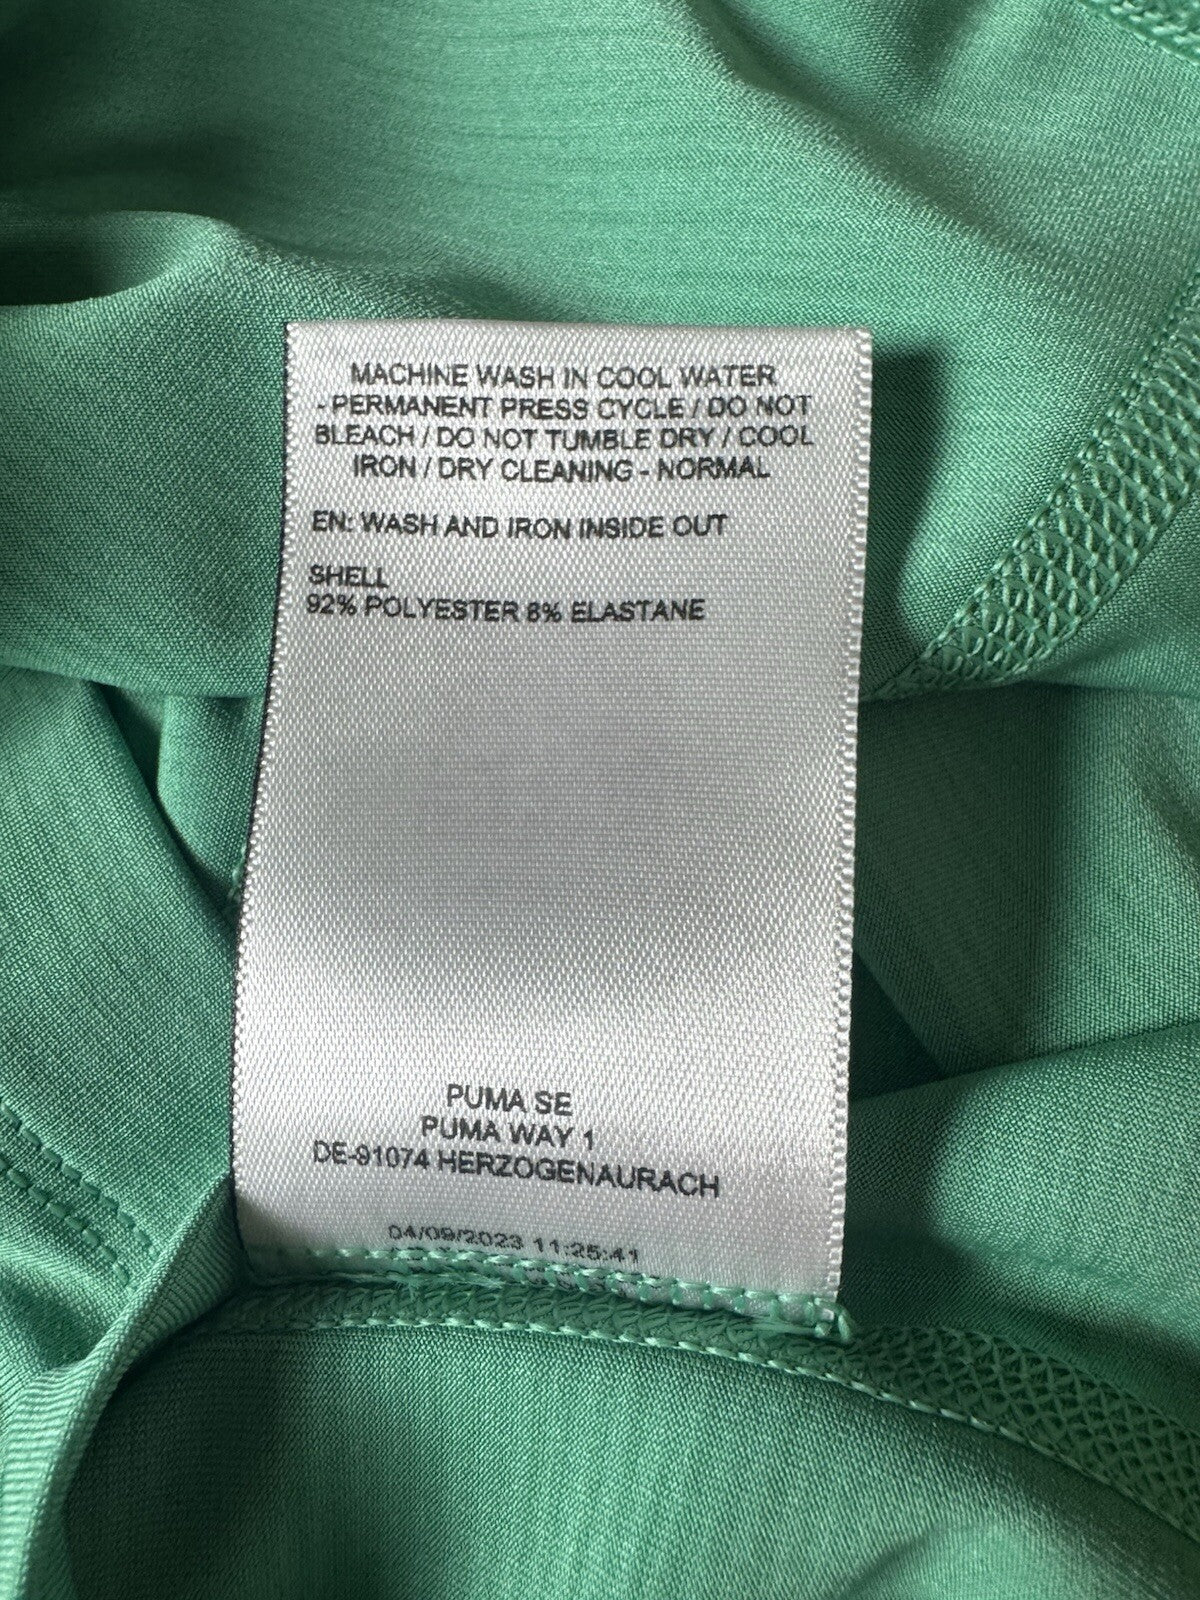 MACHINE WASH IN COOL WATER
- PERMANENT PRESS CYCLE / DO NOT
BLEACH / DO NOT TUMBLE DRY / COOL
IRON / DRY CLEANING - NORMAL
EN: WASH AND IRON INSIDE OUT
SHELL
92% POLYESTER 8% ELASTANE
PUMA SE
PUMA WAY 1
DE-91074 HERZOGENAURACH
04/09/2023 11:25:41